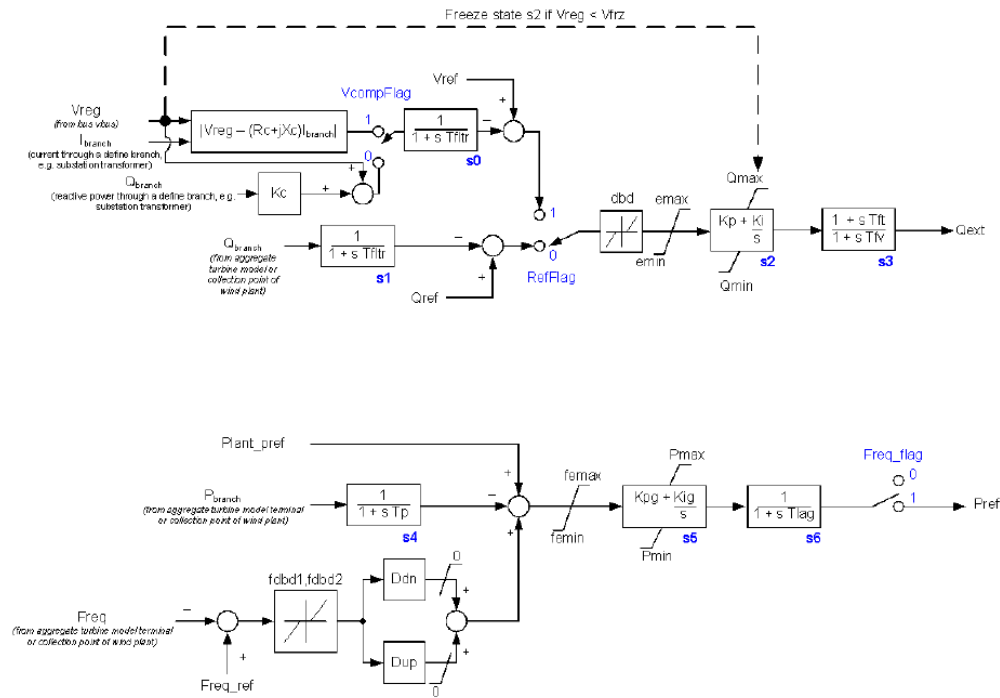 Freeze state s2 if Vreg < Vfrz
Vref
VcompFlag
Vreg
(from bus vbus)
I branch
(current through a define branch,
e.g. substation transformer)
|Vreg – (Rc+jXc)I branch|
1
0
1
1 + s Tfltr
s0
Q branch
(reactive power through a define branch, e.g.
substation transformer)
Kc
Q branch
(from aggregate
turbine model or
collection point of
wind plant)
1
1 + s Tfltr
s1
Qref
1
0
RefFlag
dbd
emax
emin
Qmax
Kp + Ki
s
s2
Qmin
1 + s Tft
1 + s Tfv
s3
Qext
Plant_pref
P branch
(from aggregate turbine model terminal
or collection point of wind plant)
1
1 + s Tp
s4
femax
femin
Pmax
Kpg + Kig
s
s5
Pmin
1
1 + s Tlag
s6
Freq_flag
0
1
Pref
fdbd1,fdbd2
Ddn
0
Dup
0
Freq
(from aggregate turbine model terminal
or collection point of wind plant)
Freq_ref